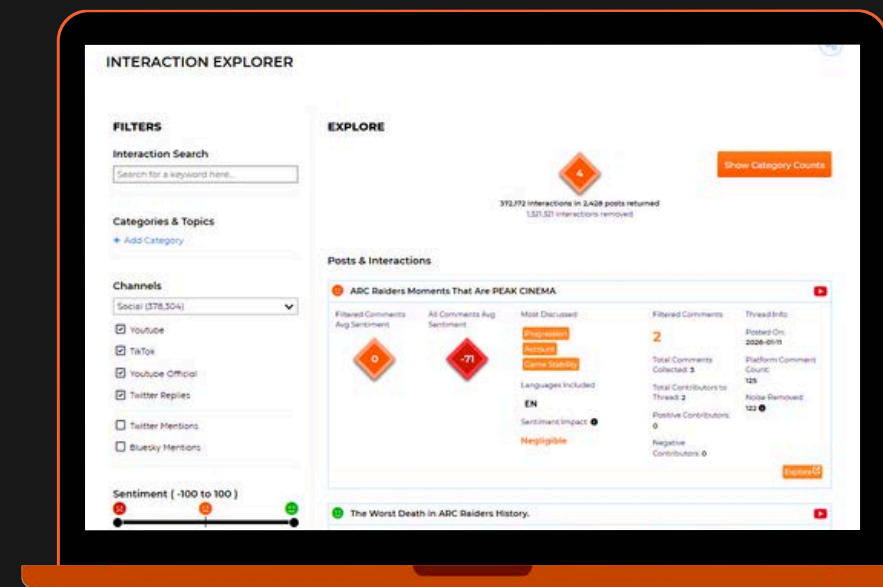 INTERACTION EXPLORER
FILTERS
Interaction Search
Search for a keyword here...
Categories & Topics
+ Add Category
Channels
Social (378,304)
Youtube
TikTok
Youtube Official
Twitter Replies
Twitter Mentions
Bluesky Mentions
Sentiment ( -100 to 100 )
EXPLORE
4
Show Category Counts
372,172 interactions in 2,428 posts returned
1,321,321 interactions removed
Posts & Interactions
ARC Raiders Moments That Are PEAK CINEMA
Filtered Comments
Avg Sentiment
0
All Comments Avg
Sentiment
-71
Most Discussed
Progression
Account
Game Stability
Languages Included
EN
Sentiment Impact
Negligible
Filtered Comments
2
Total Comments
Collected: 3
Total Contributors to
Thread: 2
Positive Contributors:
0
Negative
Contributors: 0
Thread Info:
Posted On:
2026-01-11
Platform Comment
Count:
125
Noise Removed:
122
Explore
The Worst Death in ARC Raiders History.